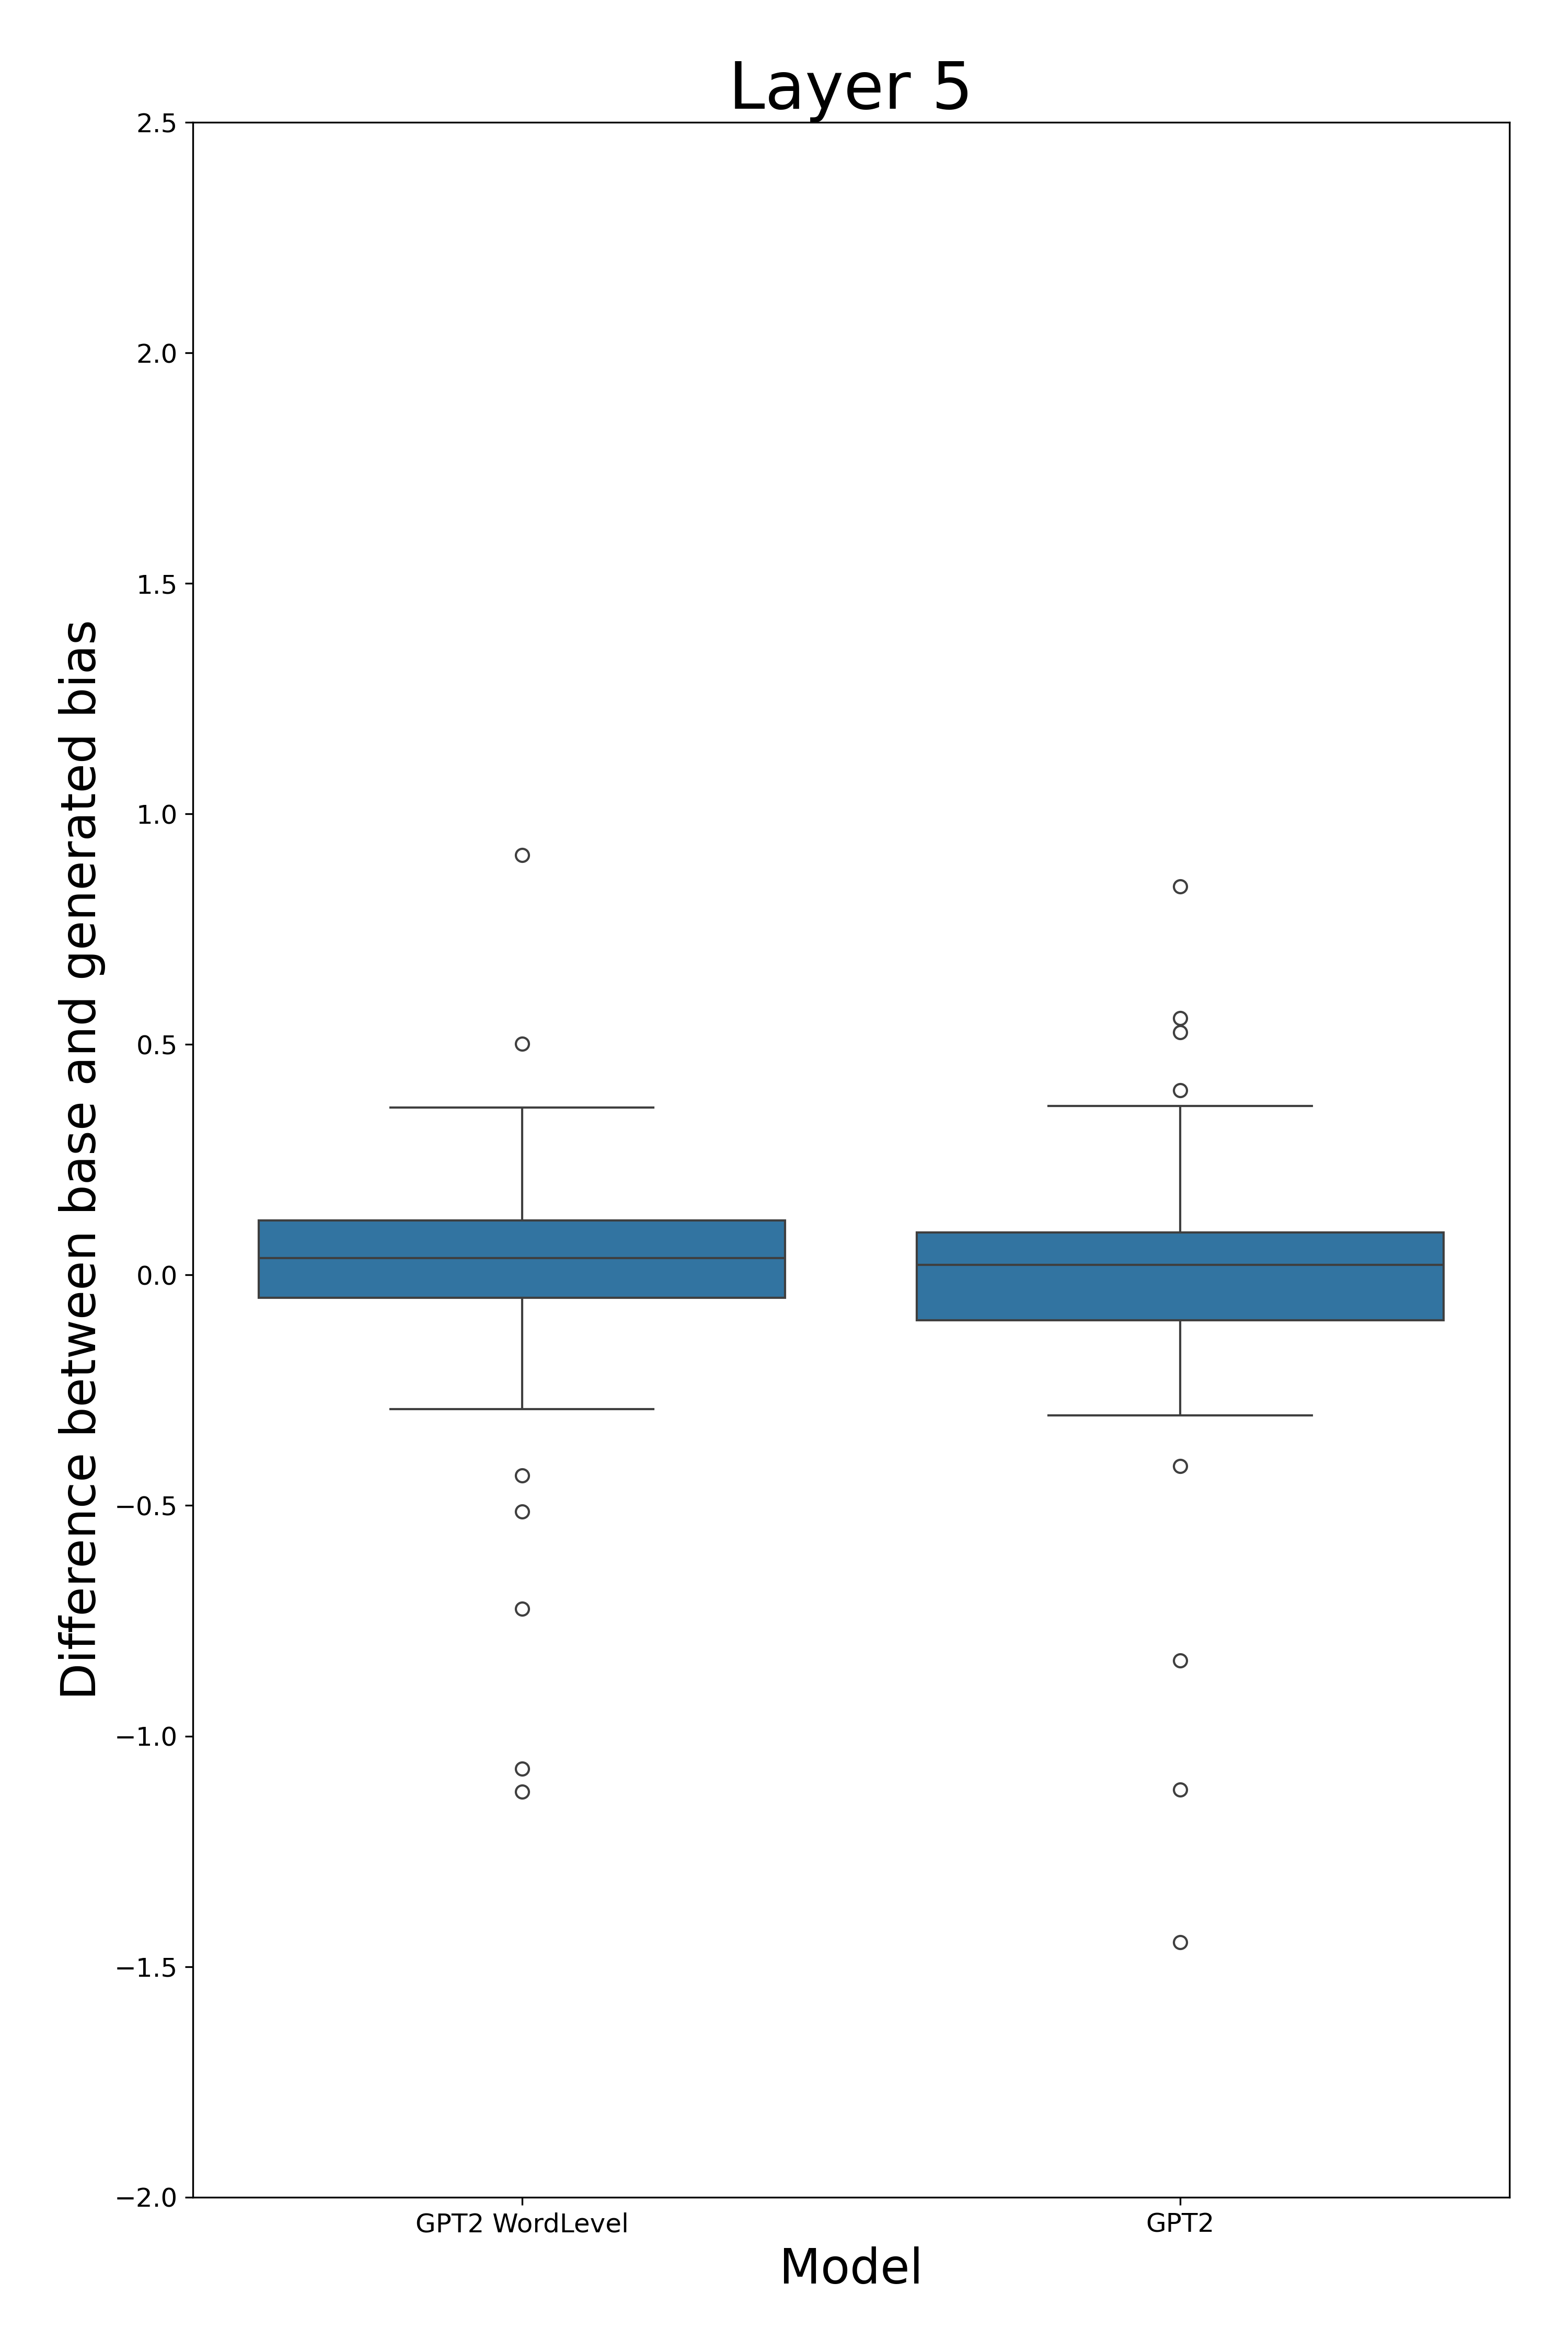 Layer 5
Difference between base and generated bias
2.5
2.0
1.5
1.0
0.5
0.0
−0.5
−1.0
−1.5
−2.0
GPT2 WordLevel
GPT2
Model